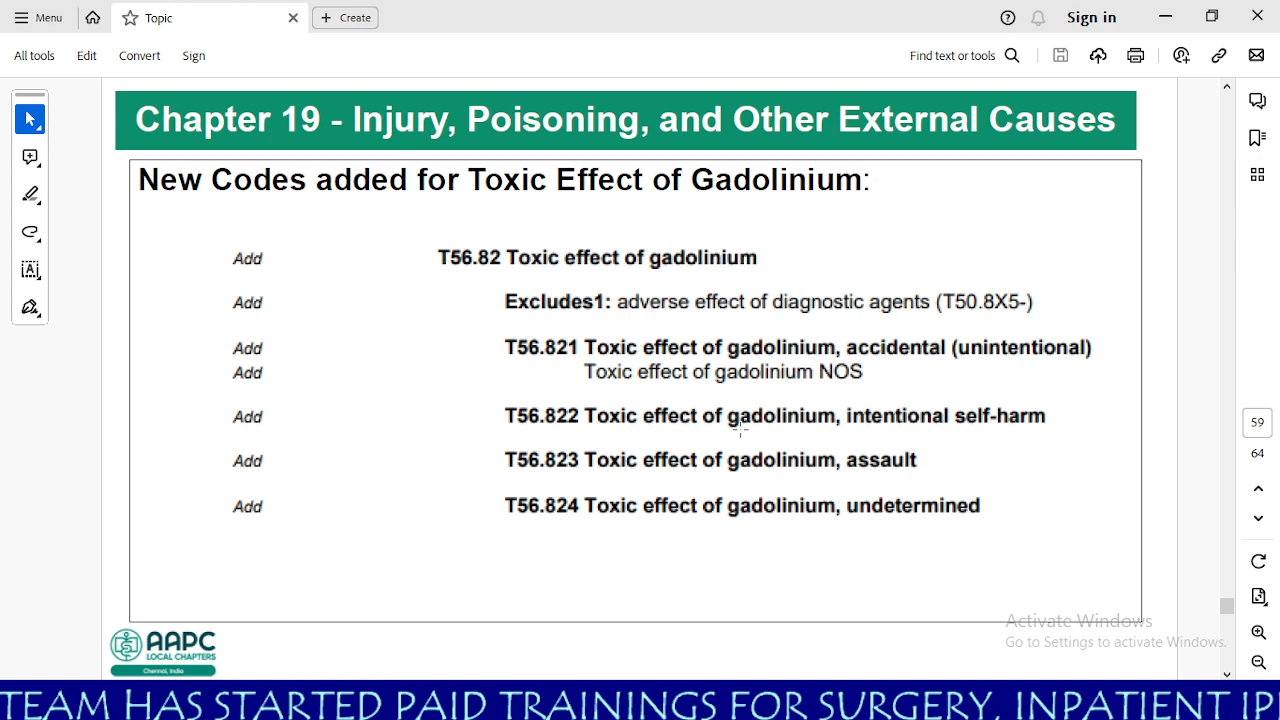 Menu
Topic
Create
Sign in
All tools
Edit
Convert
Sign
Find text or tools
Chapter 19 - Injury, Poisoning, and Other External Causes
New Codes added for Toxic Effect of Gadolinium:
Add T56.82 Toxic effect of gadolinium
Add Excludes1: adverse effect of diagnostic agents (T50.8X5-)
Add T56.821 Toxic effect of gadolinium, accidental (unintentional)
Add Toxic effect of gadolinium NOS
Add T56.822 Toxic effect of gadolinium, intentional self-harm
Add T56.823 Toxic effect of gadolinium, assault
Add T56.824 Toxic effect of gadolinium, undetermined
59
64
Activate Windows
Go to Settings to activate Windows.
AAPC
LOCAL CHAPTERS
Chennai, India
TEAM HAS STARTED PAID TRAININGS FOR SURGERY, INPATIENT IP